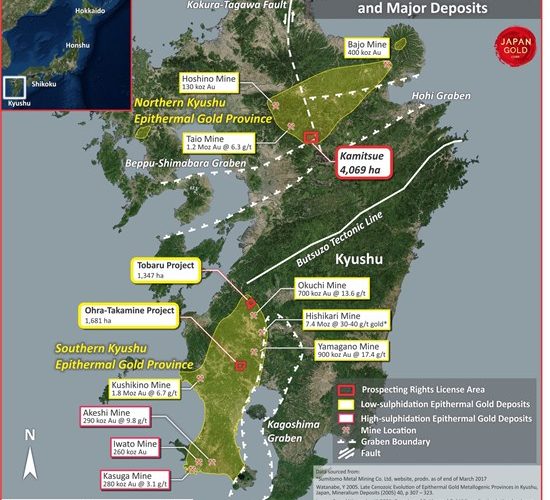 and Major Deposits
Hokkaido
Honshu
Shikoku
Kyushu
Kokura-Tagawa Fault
JAPAN
GOLD
Bajo Mine
400 koz Au
Hoshino Mine
130 koz Au
Hohi Graben
Northern Kyushu
Epithermal Gold Province
Taio Mine
1.2 Moz Au @ 6.3 g/t
Kamitsue
4,069 ha
Beppu-Shimabara Graben
Butsuzo Tectonic Line
Kyushu
Tobaru Project
1,347 ha
Okuchi Mine
700 koz Au @ 13.6 g/t
Ohra-Takamine Project
1,681 ha
Hishikari Mine
7.4 Moz @ 30-40 g/t gold*
Yamagano Mine
900 koz Au @ 17.4 g/t
Southern Kyushu
Epithermal Gold Province
Kushikino Mine
1.8 Moz Au @ 6.7 g/t
Akeshi Mine
290 koz Au @ 9.8 g/t
Iwato Mine
260 koz Au
Kasuga Mine
280 koz Au @ 3.1 g/t
Kagoshima
Graben
N
Prospecting Rights License Area
Low-sulphidation Epithermal Gold Deposits
High-sulphidation Epithermal Gold Deposits
Mine Location
Graben Boundary
Fault
Data sourced from:
*Sumitomo Metal Mining Co. Ltd. website, prodn. as of end of March 2017
Watanabe, Y 2005. Late Cenozoic Evolution of Epithermal Gold Metallogenic Provinces in Kyushu,
Japan, Mineralium Deposita (2005) 40, p 307 – 323.